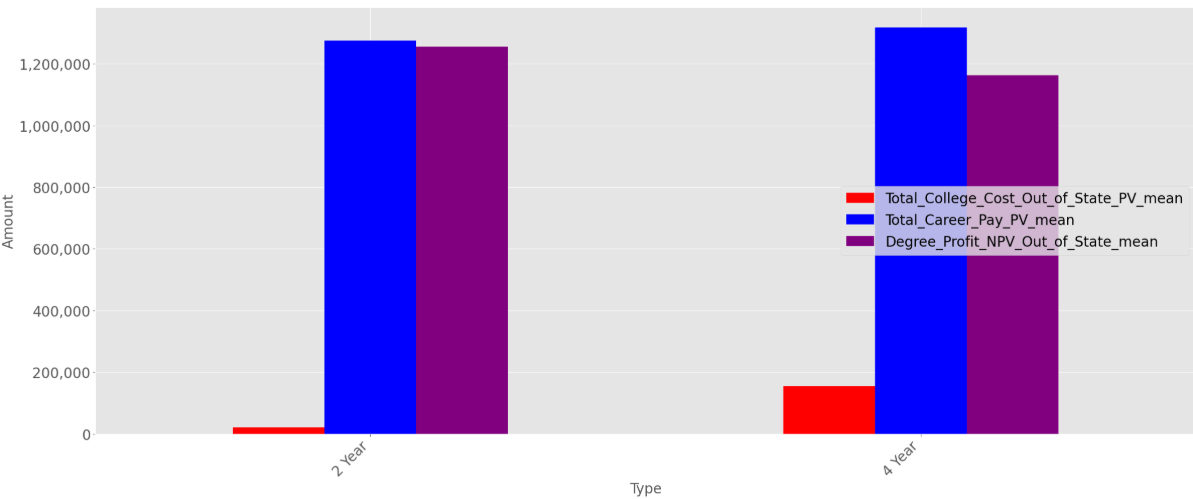 1,200,000
1,000,000
800,000
600,000
400,000
200,000
0
Amount
Total_College_Cost_Out_of_State_PV_mean
Total_Career_Pay_PV_mean
Degree_Profit_NPV_Out_of_State_mean
2 Year
4 Year
Type